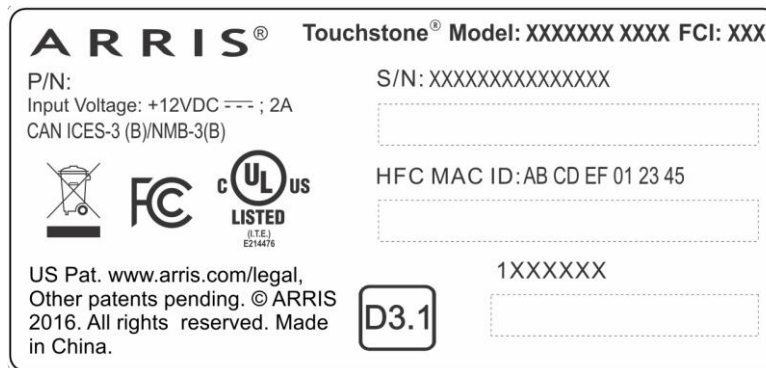 ARRIS® Touchstone® Model: XXXXXXX XXXX FCI: XXX
P/N:
Input Voltage: +12VDC ⎓ ; 2A
CAN ICES-3 (B)/NMB-3(B)
S/N: XXXXXXXXXXXXXXX
HFC MAC ID: AB CD EF 01 23 45
FC
C UL US
LISTED
(I.T.E.)
E214476
1XXXXXX
US Pat. www.arris.com/legal,
Other patents pending. © ARRIS
2016. All rights reserved. Made
in China.
D3.1